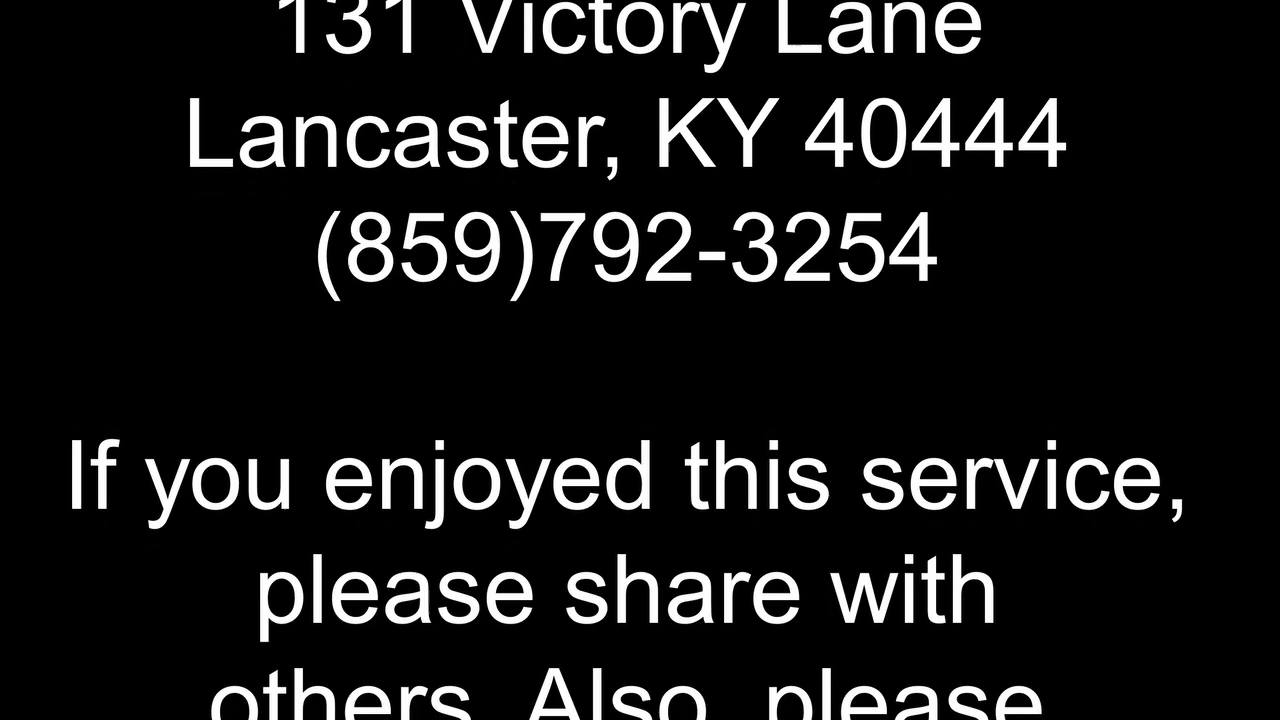 131 Victory Lane
Lancaster, KY 40444
(859)792-3254
If you enjoyed this service,
please share with
others. Also, please